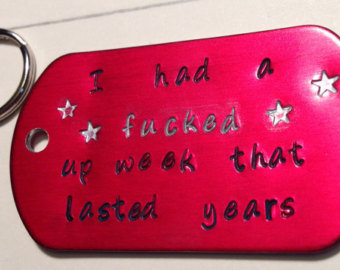 I had a
fucked
up week that
lasted years